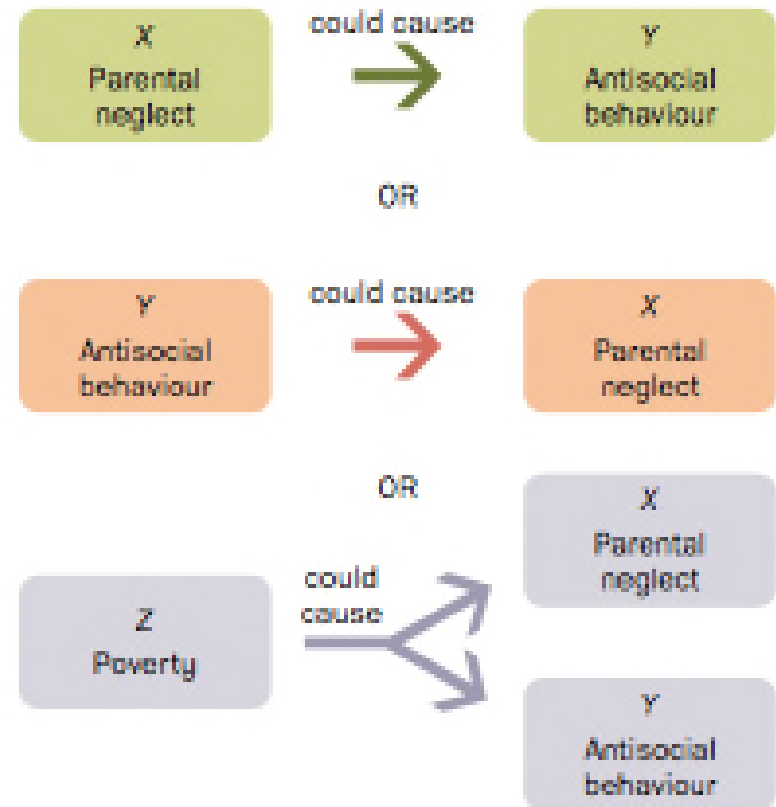 X
Parental
neglect
could cause
Y
Antisocial
behaviour
OR
Y
Antisocial
behaviour
could cause
X
Parental
neglect
OR
Z
Poverty
could
cause
X
Parental
neglect
Y
Antisocial
behaviour